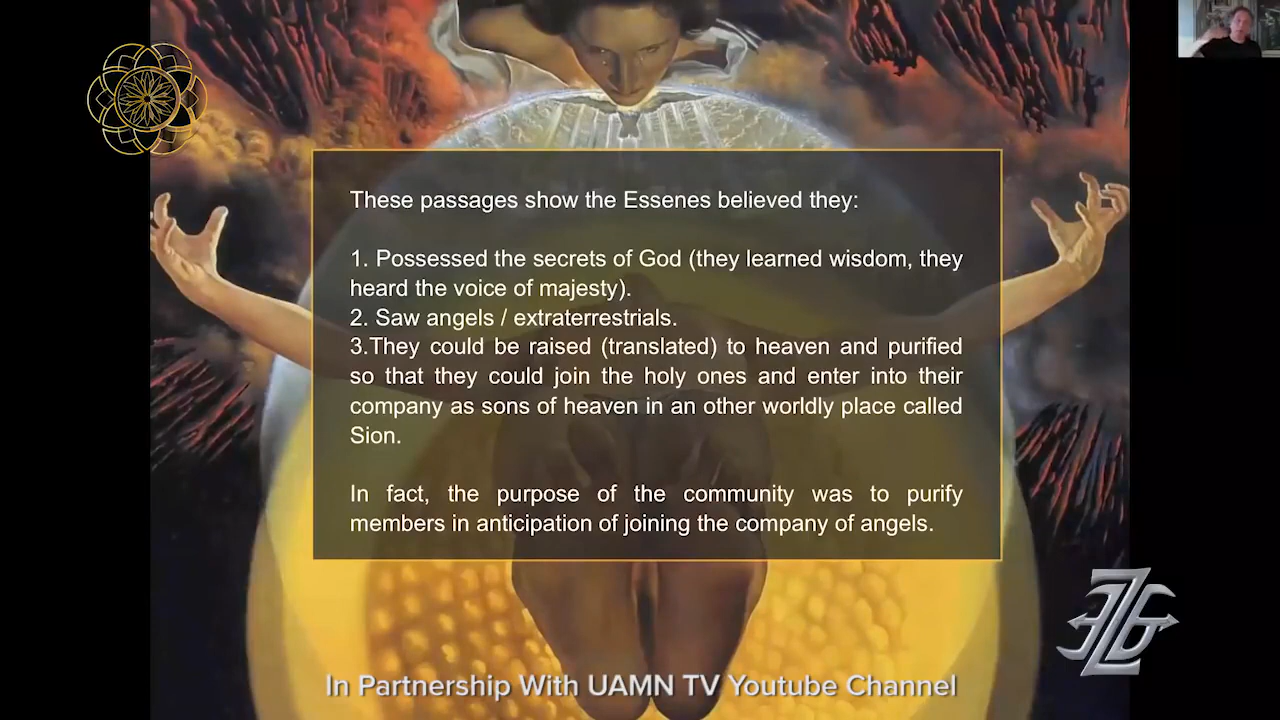 These passages show the Essenes believed they:
1. Possessed the secrets of God (they learned wisdom, they
heard the voice of majesty).
2. Saw angels / extraterrestrials.
3.They could be raised (translated) to heaven and purified
so that they could join the holy ones and enter into their
company as sons of heaven in an other worldly place called
Sion.
In fact, the purpose of the community was to purify
members in anticipation of joining the company of angels.
In Partnership With UAMN TV Youtube Channel